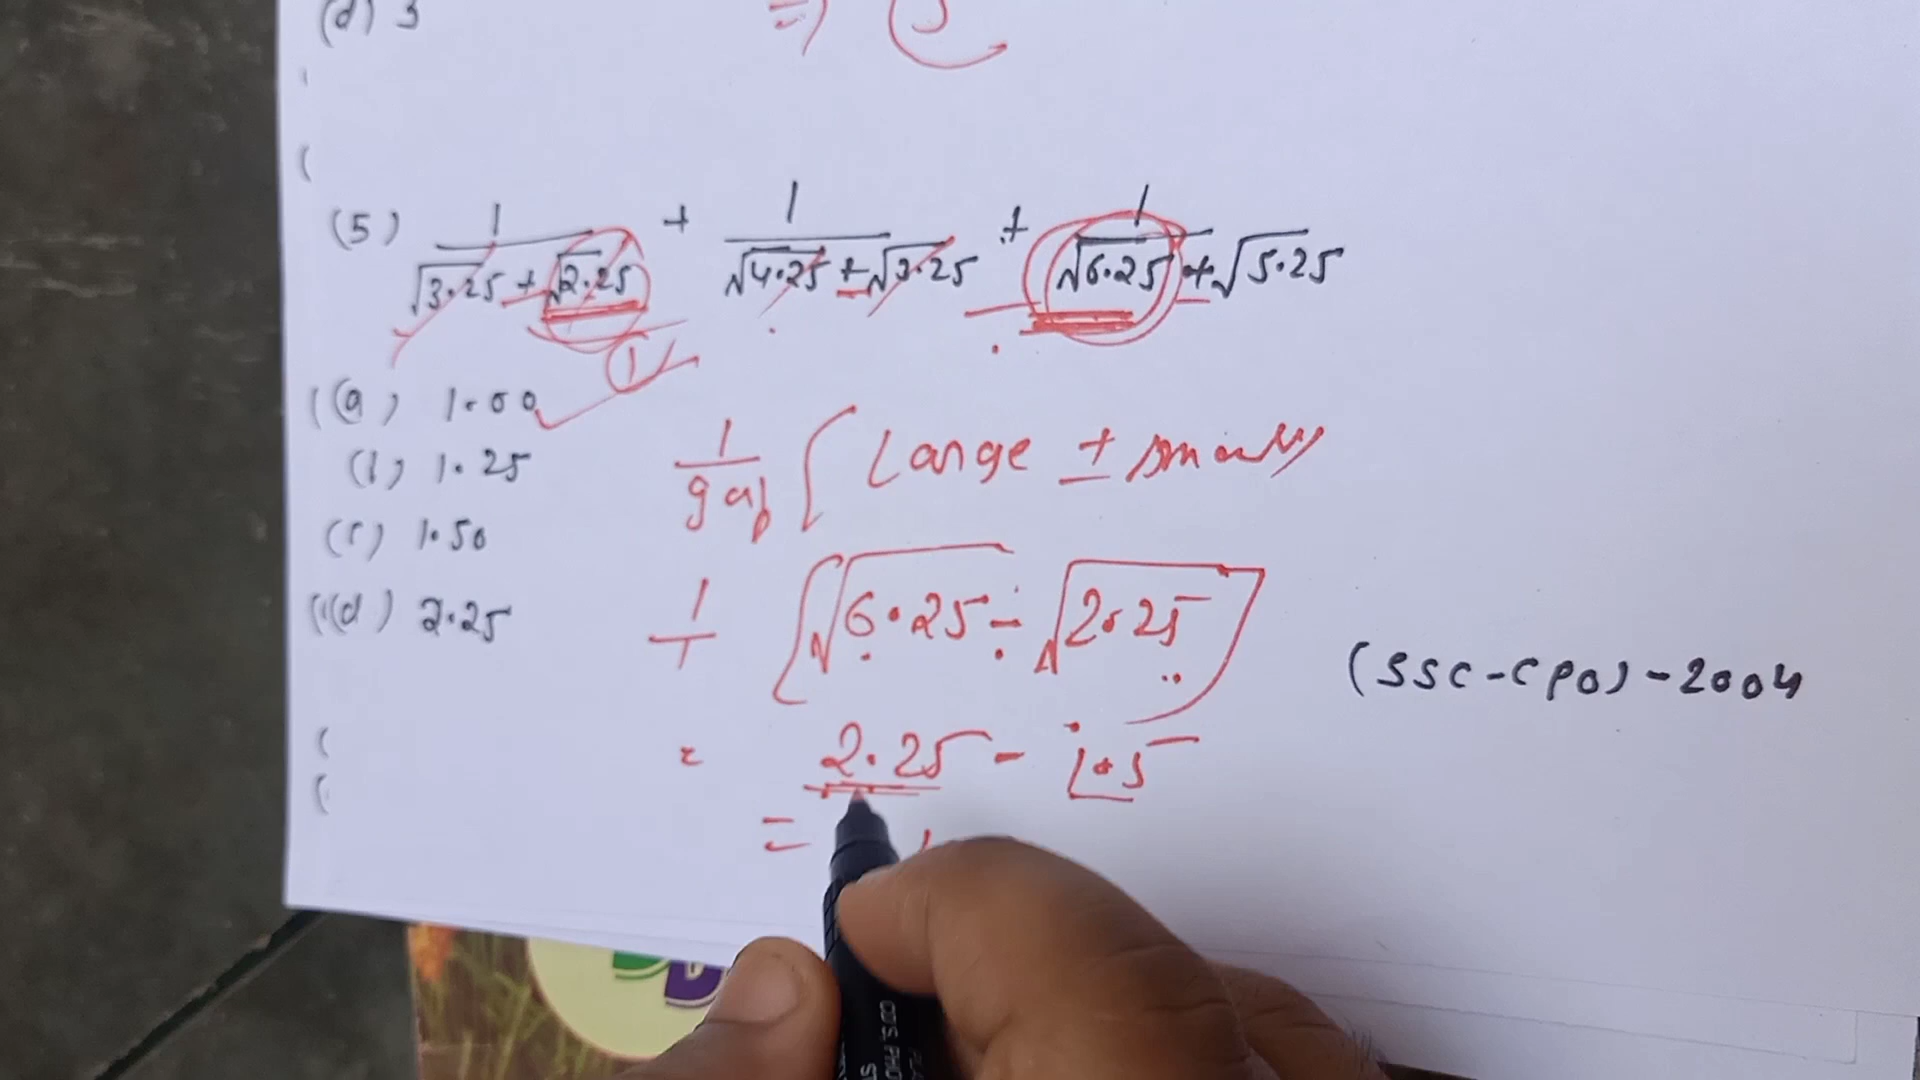 (d) 3
(5) 1/(√3.25 + √2.25) + 1/(√4.25 + √3.25) + 1/(√6.25 + √5.25)
1
(a) 1.00
1/gap [Large ±
1.25
1.50
(d) 2.25
1/1 [√6.25 - √2.25]
(SSC-CPO)-2004
= 2.25 - 1.5
=